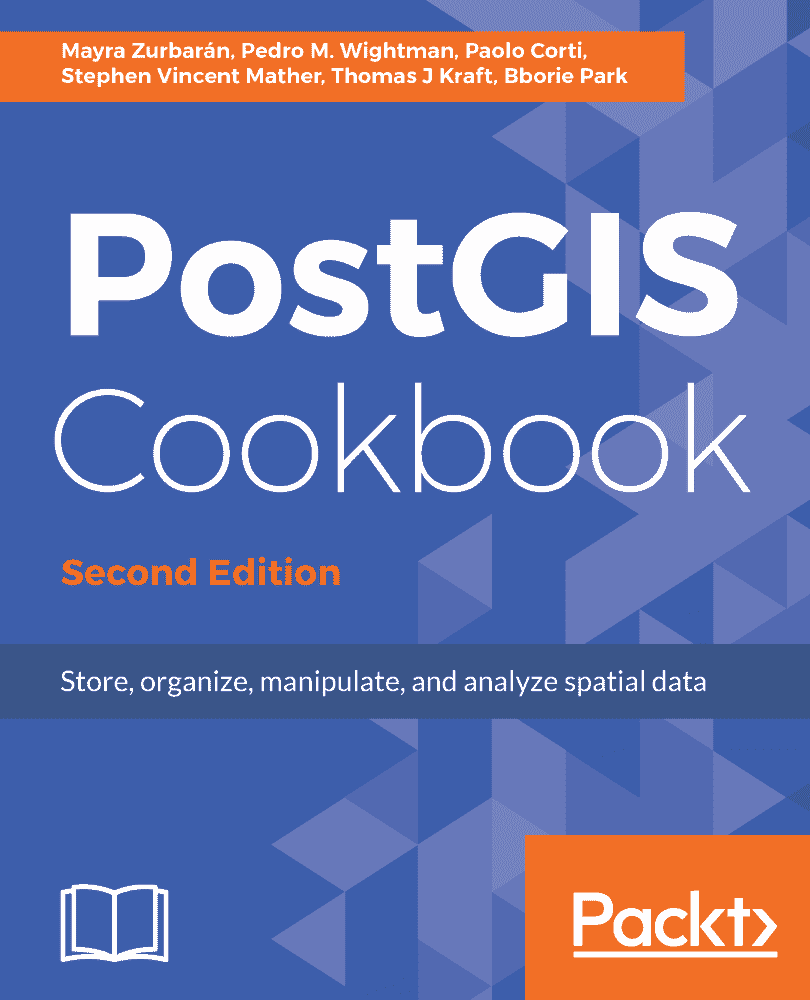 Mayra Zurbarán, Pedro M. Wightman, Paolo Corti,
Stephen Vincent Mather, Thomas J Kraft, Bborie Park
PostGIS
Cookbook
Second Edition
Store, organize, manipulate, and analyze spatial data
Packt>